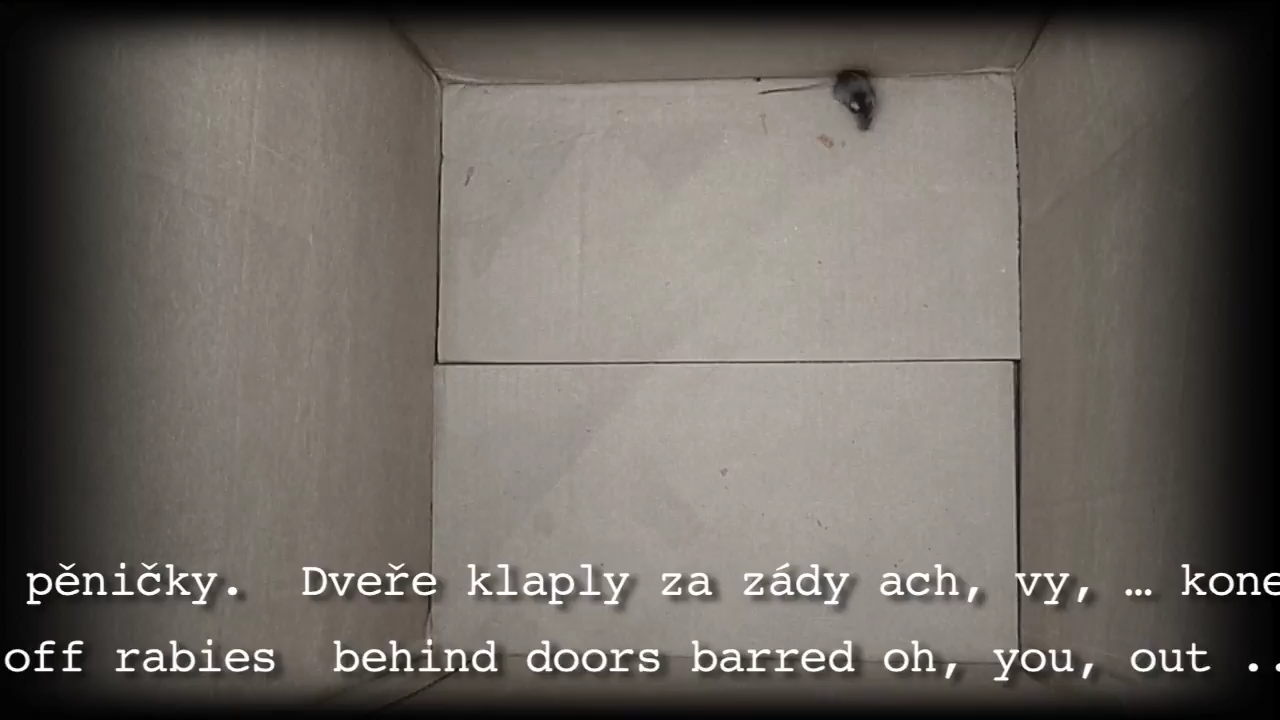 pěničky. Dveře klaply za zády ach, vy, … kone
off rabies behind doors barred oh, you, out ..